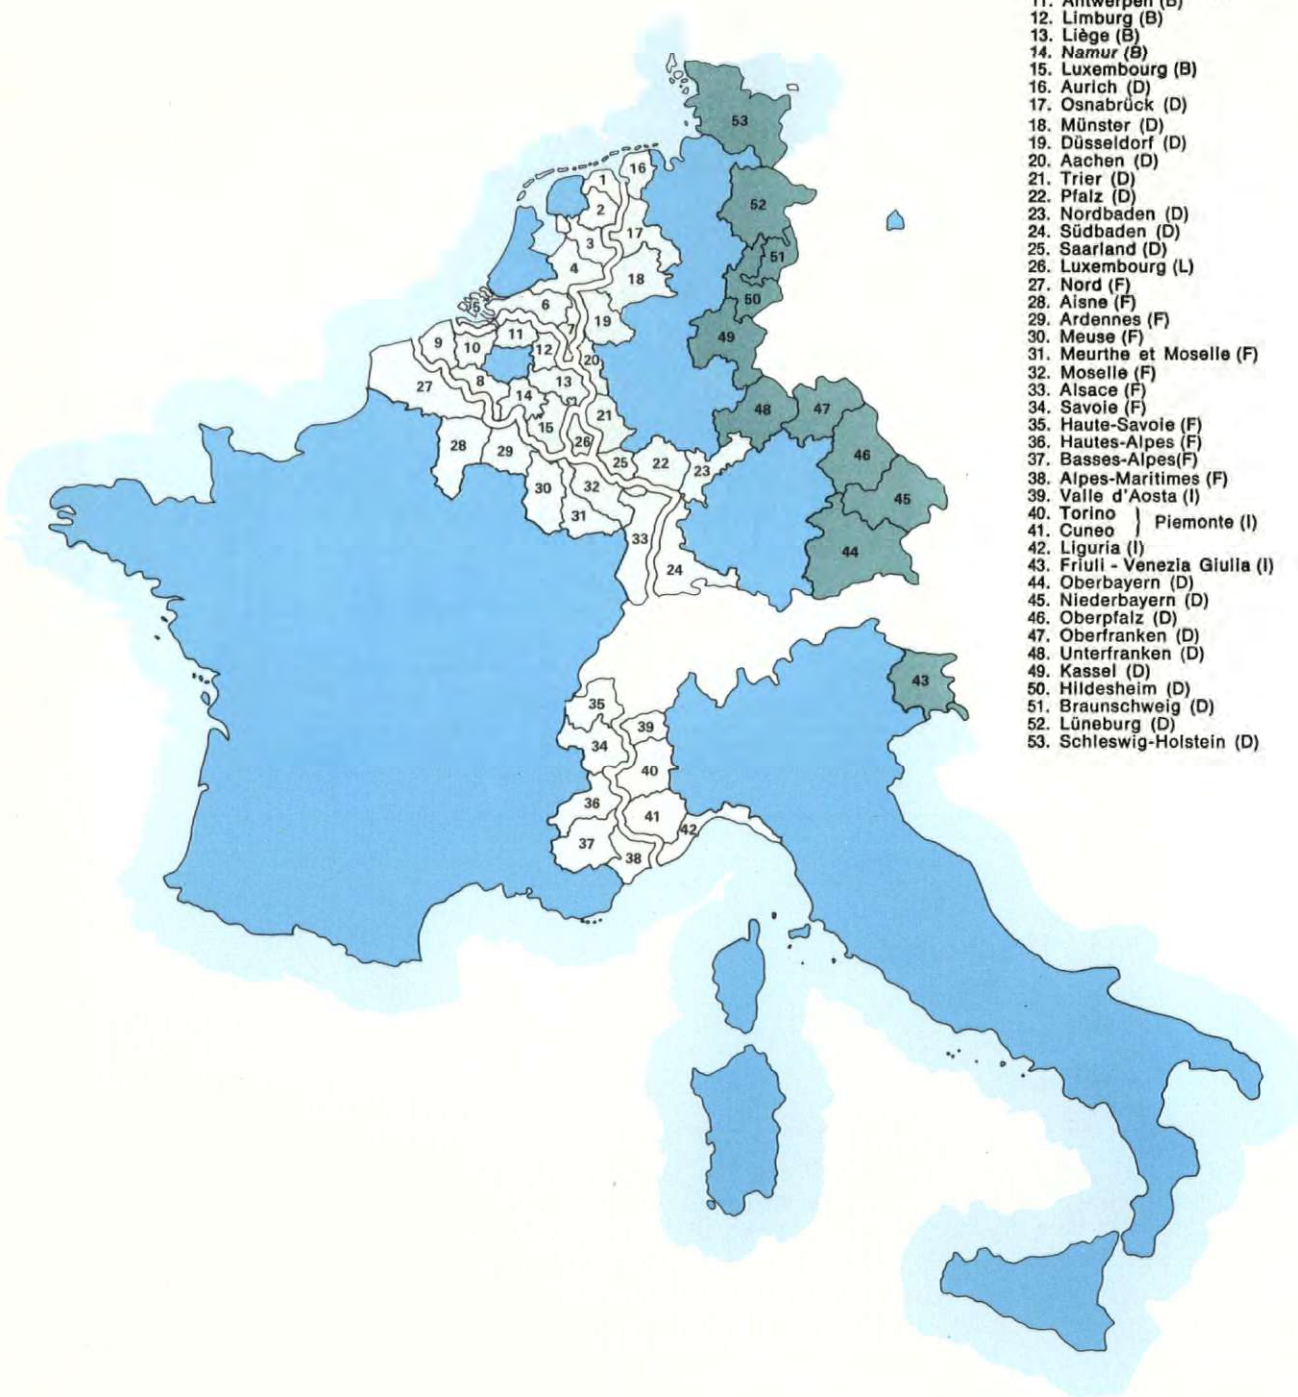 11. Antwerpen (B)
12. Limburg (B)
13. Liège (B)
14. Namur (B)
15. Luxembourg (B)
16. Aurich (D)
17. Osnabrück (D)
18. Münster (D)
19. Düsseldorf (D)
20. Aachen (D)
21. Trier (D)
22. Pfalz (D)
23. Nordbaden (D)
24. Südbaden (D)
25. Saarland (D)
26. Luxembourg (L)
27. Nord (F)
28. Aisne (F)
29. Ardennes (F)
30. Meuse (F)
31. Meurthe et Moselle (F)
32. Moselle (F)
33. Alsace (F)
34. Savoie (F)
35. Haute-Savoie (F)
36. Hautes-Alpes (F)
37. Basses-Alpes(F)
38. Alpes-Maritimes (F)
39. Valle d'Aosta (I)
40. Torino
41. Cuneo } Piemonte (I)
42. Liguria (I)
43. Friuli - Venezia Giulia (I)
44. Oberbayern (D)
45. Niederbayern (D)
46. Oberpfalz (D)
47. Oberfranken (D)
48. Unterfranken (D)
49. Kassel (D)
50. Hildesheim (D)
51. Braunschweig (D)
52. Lüneburg (D)
53. Schleswig-Holstein (D)
53
16
1
52
2
17
3
51
4
18
50
5
6
19
7
49
11
9
10
12
20
8
13
27
14
48
47
21
15
26
28
29
46
25
22
23
30
32
45
31
33
44
24
43
35
39
34
40
36
41
42
37
38